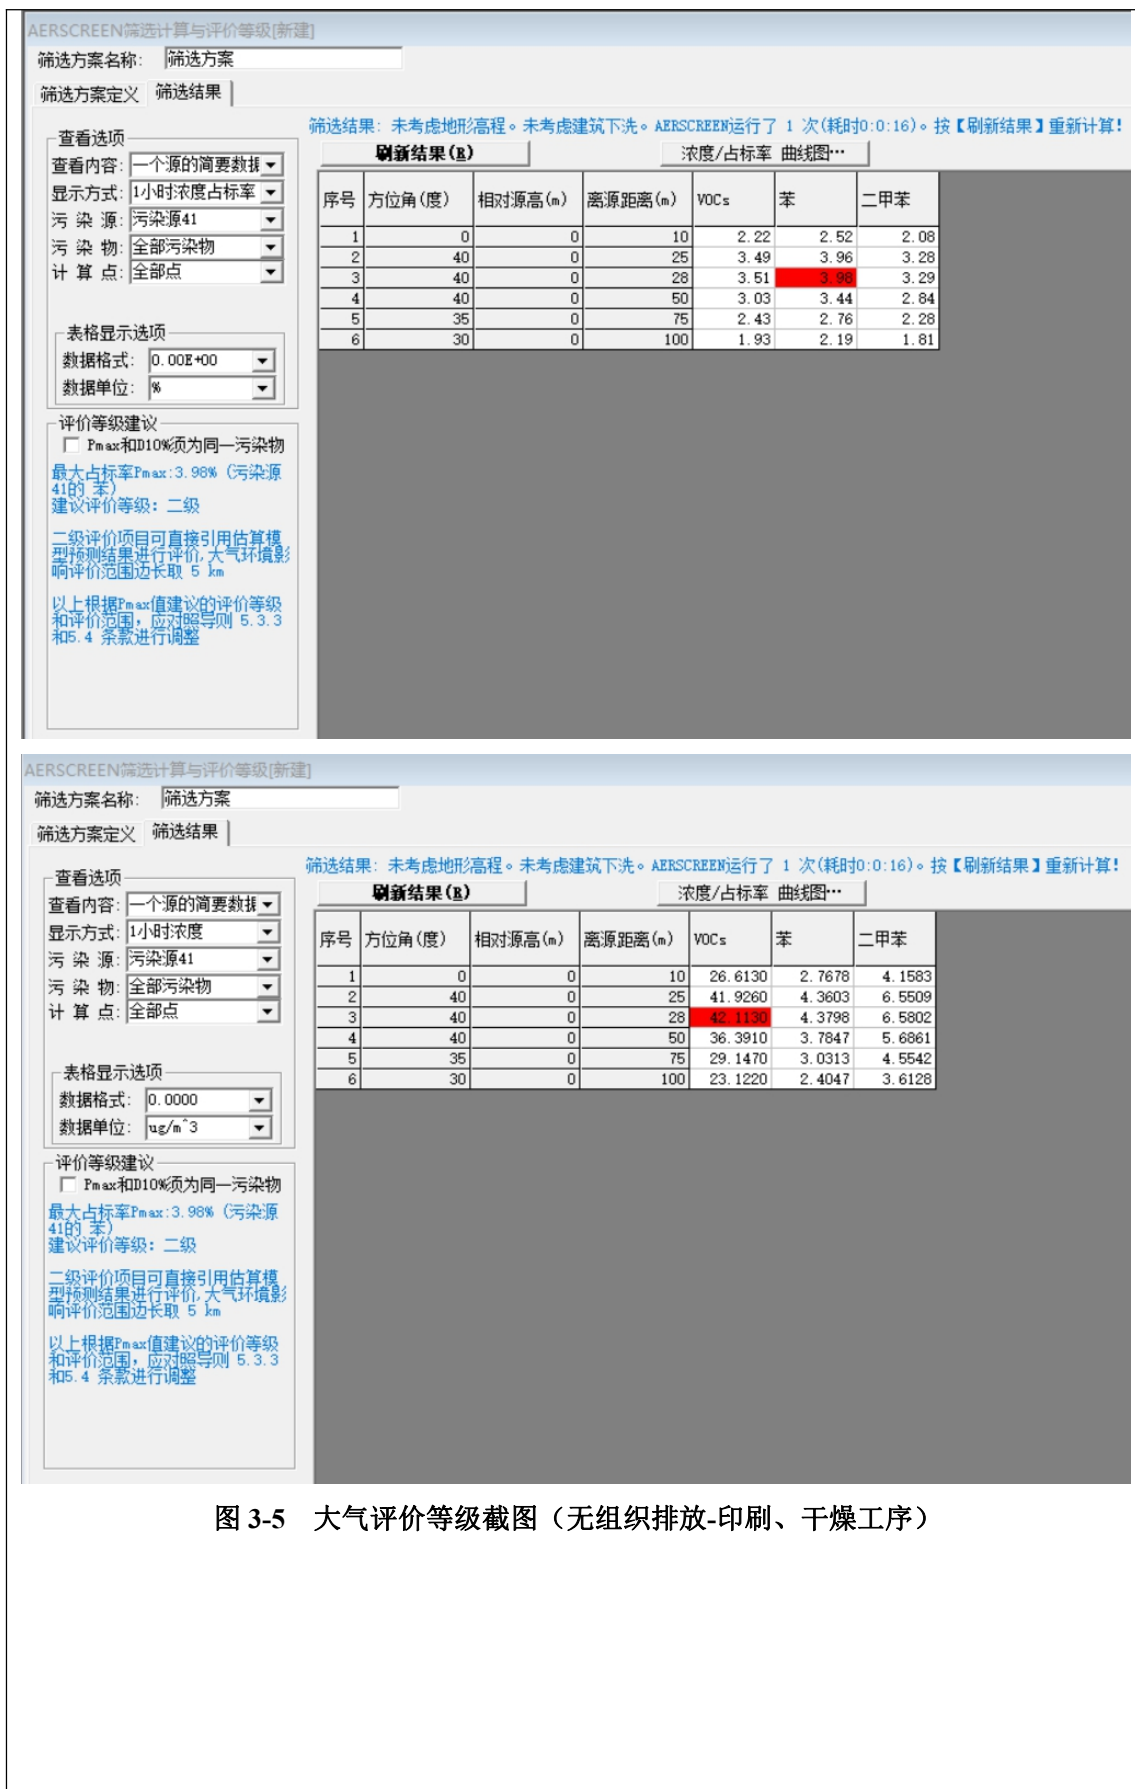 AERSCREEN筛选计算与评价等级[新建]
筛选方案名称: 筛选方案
筛选方案定义 筛选结果
筛选结果: 未考虑地形高程。未考虑建筑下洗。AERSCREEN运行了 1 次(耗时0:0:16)。按【刷新结果】重新计算!
查看选项
查看内容: 一个源的简要数据
显示方式: 1小时浓度占标率
污 染 源: 污染源41
污 染 物: 全部污染物
计 算 点: 全部点
表格显示选项
数据格式: 0.00E+00
数据单位: %
评价等级建议
Pmax和D10%须为同一污染物
最大占标率Pmax:3.98% (污染源
41的 苯)
建议评价等级: 二级
二级评价项目可直接引用估算模
型预测结果进行评价,大气环境影
响评价范围边长取 5 km
以上根据Pmax值建议的评价等级
和评价范围,应对照导则 5.3.3
和5.4 条款进行调整
刷新结果(R) 浓度/占标率 曲线图…
序号 方位角(度) 相对源高(m) 离源距离(m) VOCs 苯 二甲苯
1 0 0 10 2.22 2.52 2.08
2 40 0 25 3.49 3.96 3.28
3 40 0 28 3.51 3.98 3.29
4 40 0 50 3.03 3.44 2.84
5 35 0 75 2.43 2.76 2.28
6 30 0 100 1.93 2.19 1.81
AERSCREEN筛选计算与评价等级[新建]
筛选方案名称: 筛选方案
筛选方案定义 筛选结果
筛选结果: 未考虑地形高程。未考虑建筑下洗。AERSCREEN运行了 1 次(耗时0:0:16)。按【刷新结果】重新计算!
查看选项
查看内容: 一个源的简要数据
显示方式: 1小时浓度
污 染 源: 污染源41
污 染 物: 全部污染物
计 算 点: 全部点
表格显示选项
数据格式: 0.0000
数据单位: ug/m^3
评价等级建议
Pmax和D10%须为同一污染物
最大占标率Pmax:3.98% (污染源
41的 苯)
建议评价等级: 二级
二级评价项目可直接引用估算模
型预测结果进行评价,大气环境影
响评价范围边长取 5 km
以上根据Pmax值建议的评价等级
和评价范围,应对照导则 5.3.3
和5.4 条款进行调整
刷新结果(R) 浓度/占标率 曲线图…
序号 方位角(度) 相对源高(m) 离源距离(m) VOCs 苯 二甲苯
1 0 0 10 26.6130 2.7678 4.1583
2 40 0 25 41.9260 4.3603 6.5509
3 40 0 28 42.1130 4.3798 6.5802
4 40 0 50 36.3910 3.7847 5.6861
5 35 0 75 29.1470 3.0313 4.5542
6 30 0 100 23.1220 2.4047 3.6128
图 3-5 大气评价等级截图（无组织排放-印刷、干燥工序）